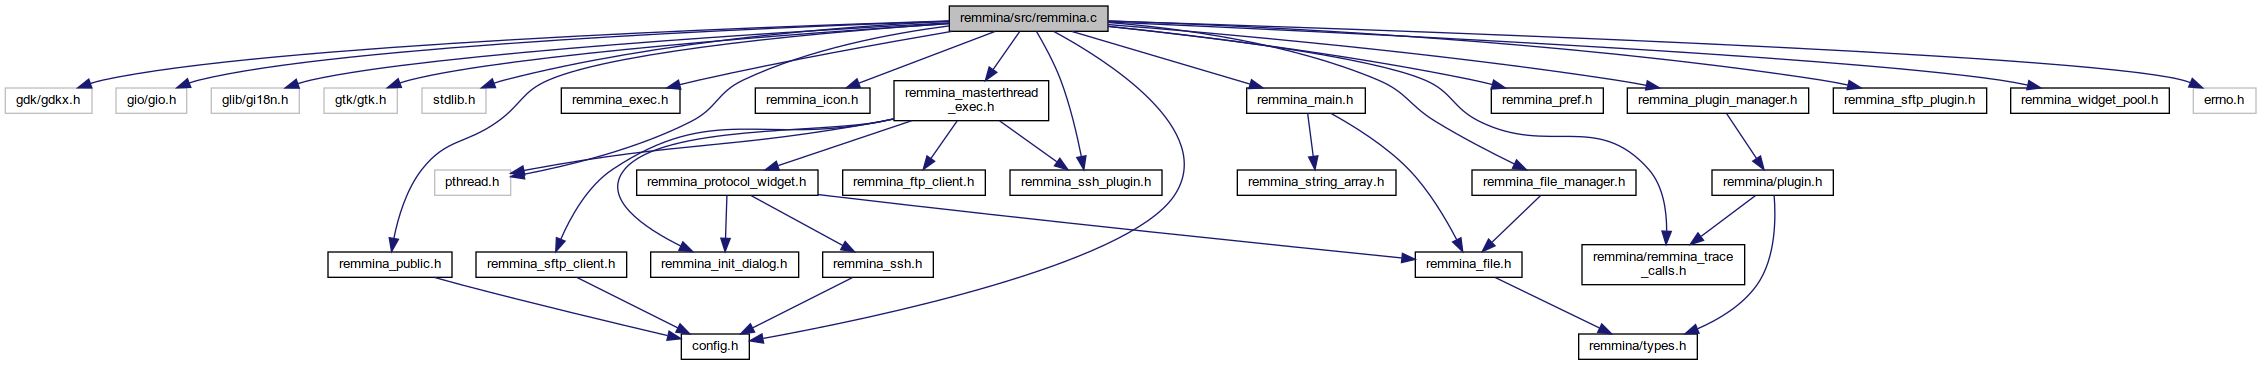 remmina/src/remmina.c
gdk/gdkx.h
gio/gio.h
glib/gi18n.h
gtk/gtk.h
stdlib.h
remmina_exec.h
remmina_icon.h
remmina_masterthread
_exec.h
remmina_main.h
remmina_pref.h
remmina_plugin_manager.h
remmina_sftp_plugin.h
remmina_widget_pool.h
errno.h
pthread.h
remmina_protocol_widget.h
remmina_ftp_client.h
remmina_ssh_plugin.h
remmina_string_array.h
remmina_file_manager.h
remmina/plugin.h
remmina_public.h
remmina_sftp_client.h
remmina_init_dialog.h
remmina_ssh.h
remmina_file.h
remmina/remmina_trace
_calls.h
config.h
remmina/types.h